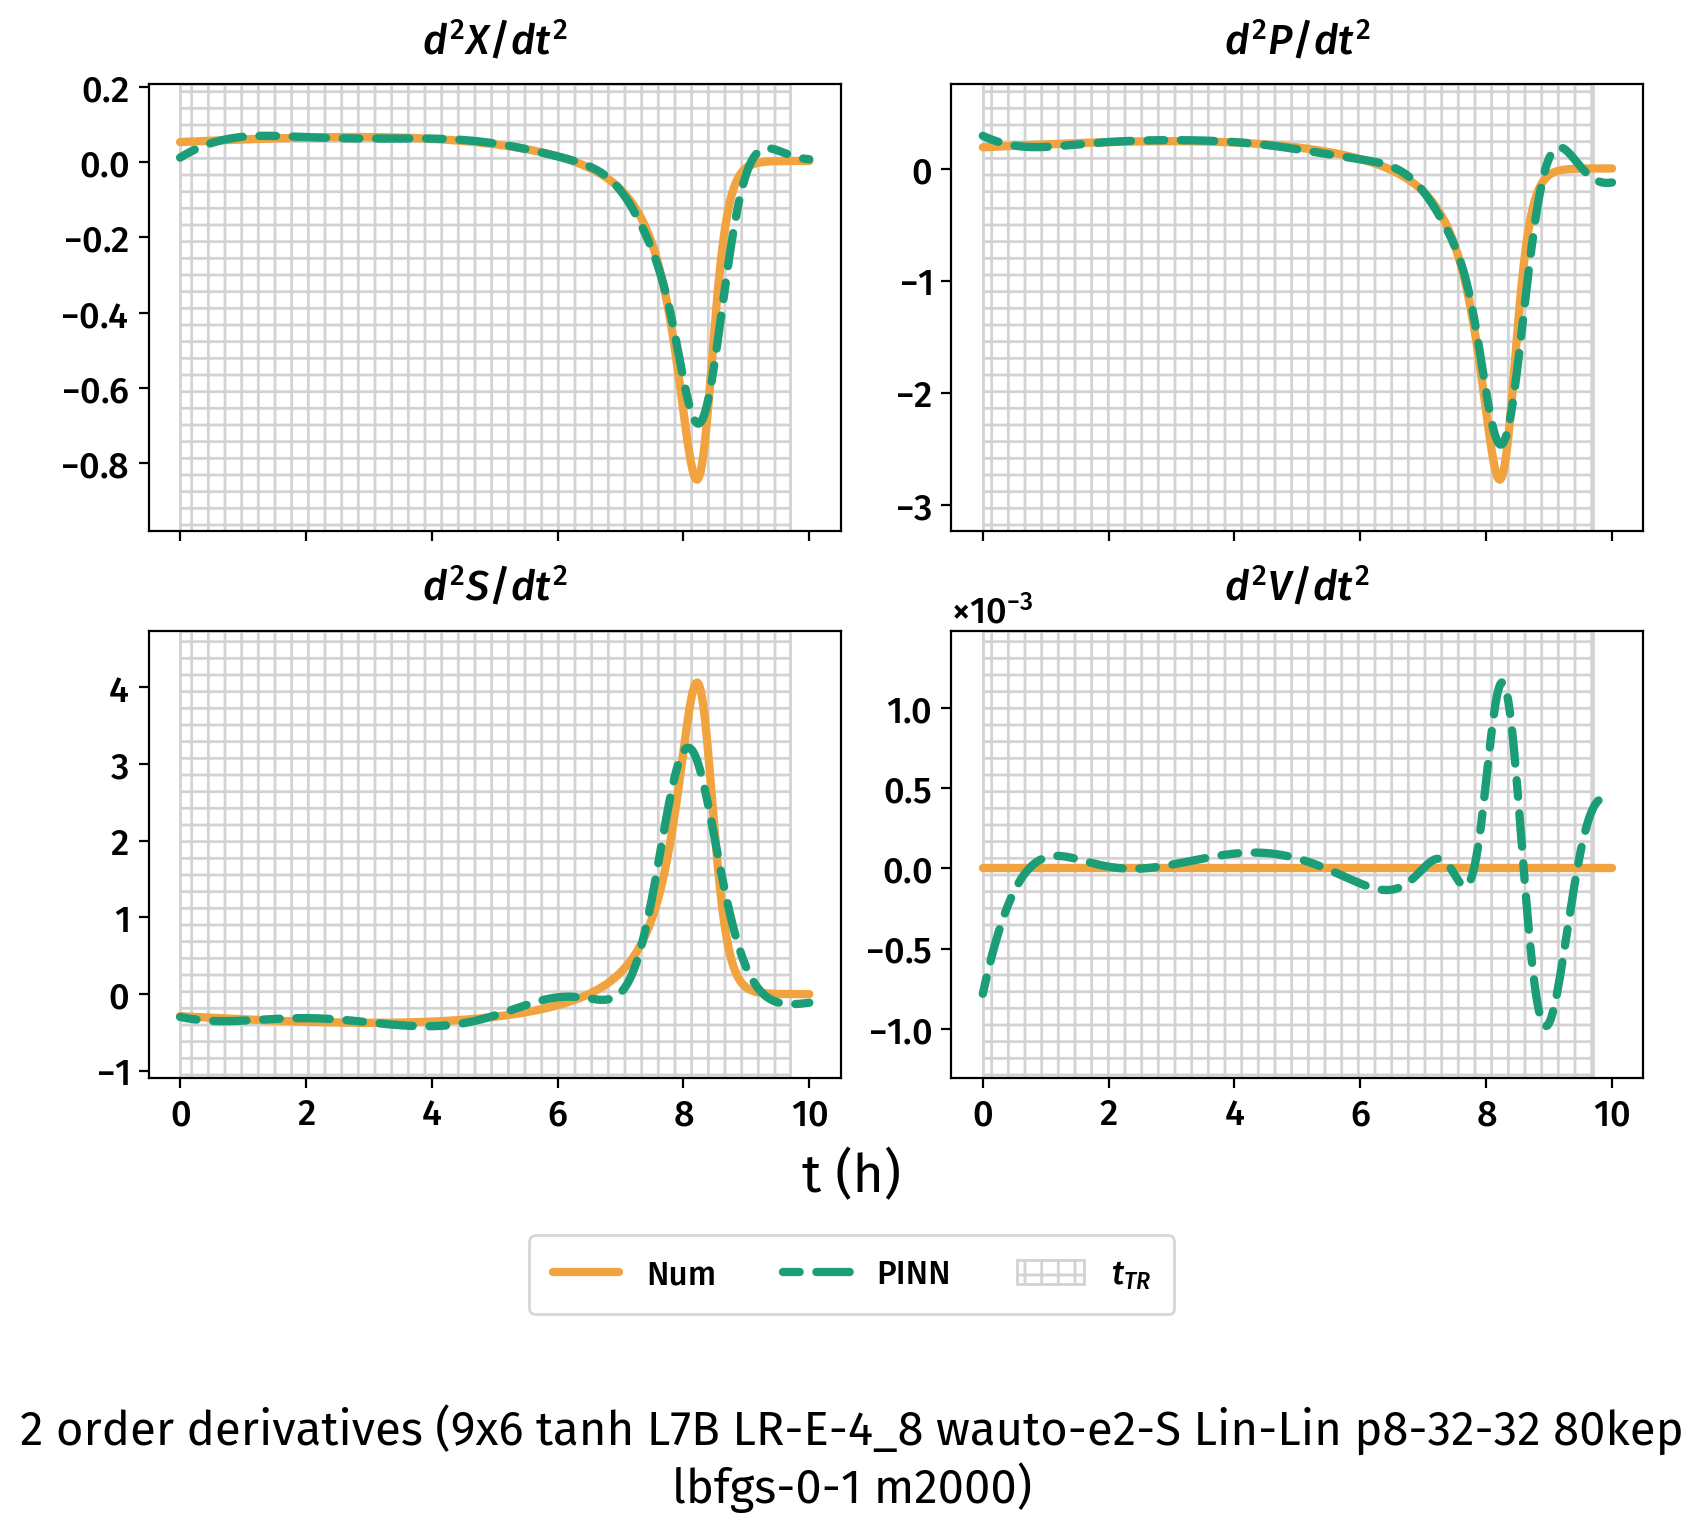 d²X/dt²
d²P/dt²
0.2
0.0
−0.2
−0.4
−0.6
−0.8
0
−1
−2
−3
d²S/dt²
d²V/dt²
×10⁻³
4
3
2
1
0
−1
1.0
0.5
0.0
−0.5
−1.0
0 2 4 6 8 10
0 2 4 6 8 10
t (h)
Num PINN t_TR
2 order derivatives (9x6 tanh L7B LR-E-4_8 wauto-e2-S Lin-Lin p8-32-32 80kep
lbfgs-0-1 m2000)